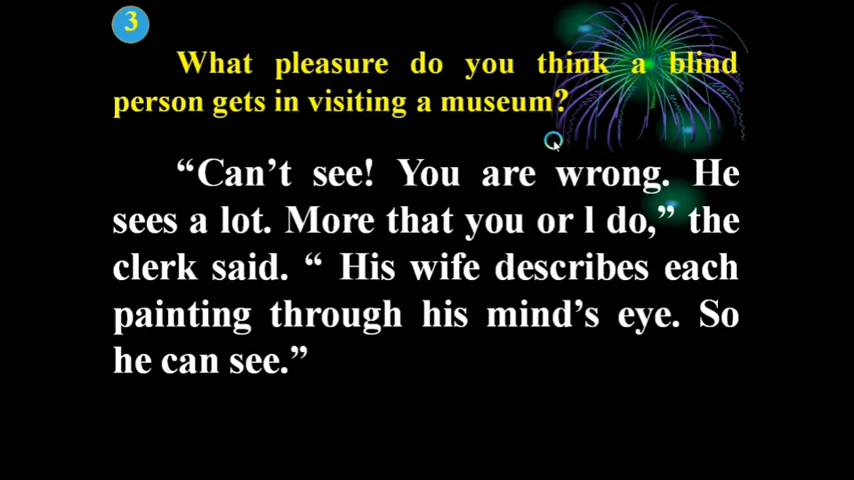 3
What pleasure do you think a blind
person gets in visiting a museum?
“Can’t see! You are wrong. He
sees a lot. More that you or l do,” the
clerk said. “ His wife describes each
painting through his mind’s eye. So
he can see.”